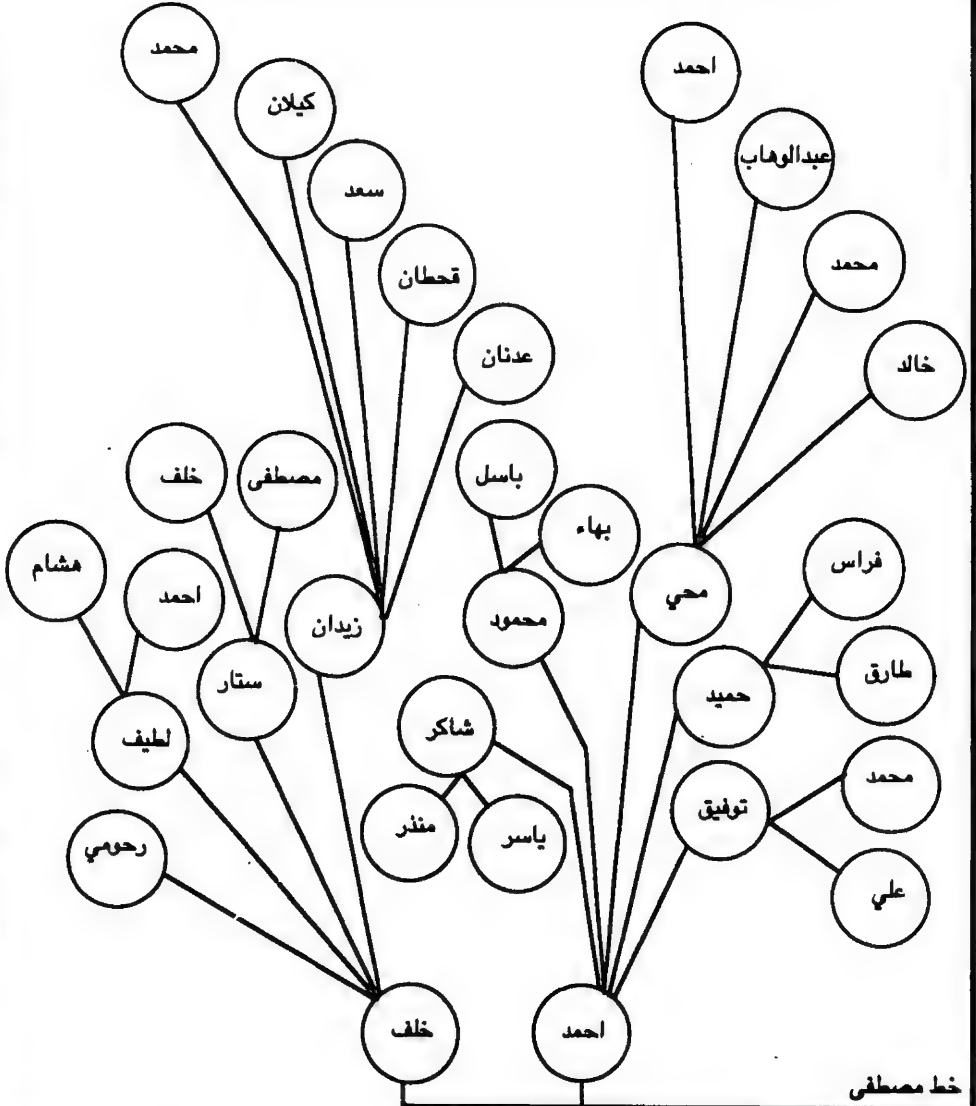 محمد
احمد
كيلان
عبدالوهاب
سعد
محمد
قحطان
عدنان
خالد
خلف
مصطفى
باسل
بهاء
هشام
احمد
زيدان
محمود
محي
فراس
ستار
حميد
طارق
لطيف
شاكر
محمد
توفيق
رحومي
منذر
ياسر
علي
خلف
احمد
خط مصطفى